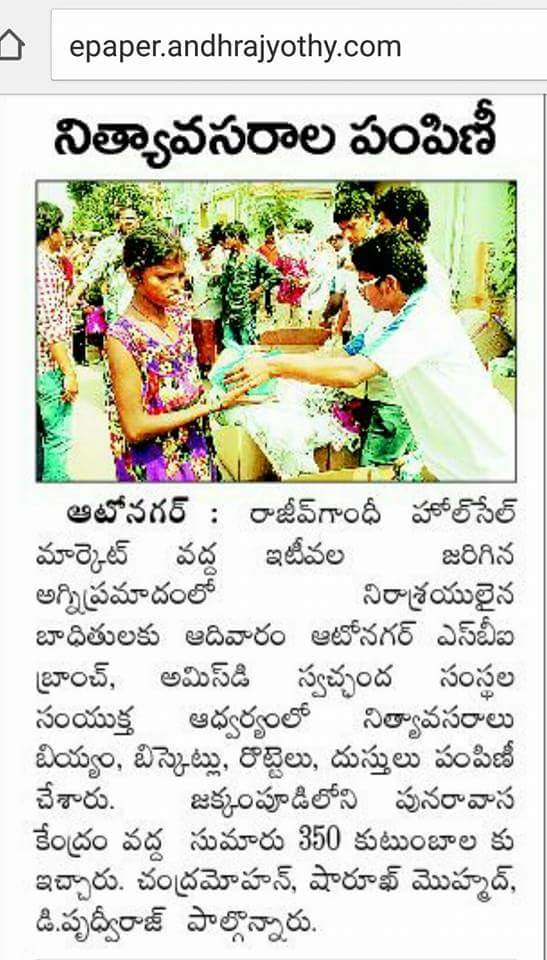 epaper.andhrajyothy.com
నిత్యావసరాల పంపిణీ
ఆటోనగర్ : రాజీవ్‌గాంధీ హోల్‌సేల్
మార్కెట్ వద్ద ఇటీవల జరిగిన
అగ్నిప్రమాదంలో నిరాశ్రయులైన
బాధితులకు ఆదివారం ఆటోనగర్ ఎస్‌బీఐ
బ్రాంచ్, అమిస్‌డి స్వచ్ఛంద సంస్థల
సంయుక్త ఆధ్వర్యంలో నిత్యావసరాలు
బియ్యం, బిస్కెట్లు, రొట్టెలు, దుస్తులు పంపిణీ
చేశారు. జక్కంపూడిలోని పునరావాస
కేంద్రం వద్ద సుమారు 350 కుటుంబాల కు
ఇచ్చారు. చంద్రమోహన్, షారూఖ్ మొహ్మద్,
డి.పృధ్వీరాజ్ పాల్గొన్నారు.